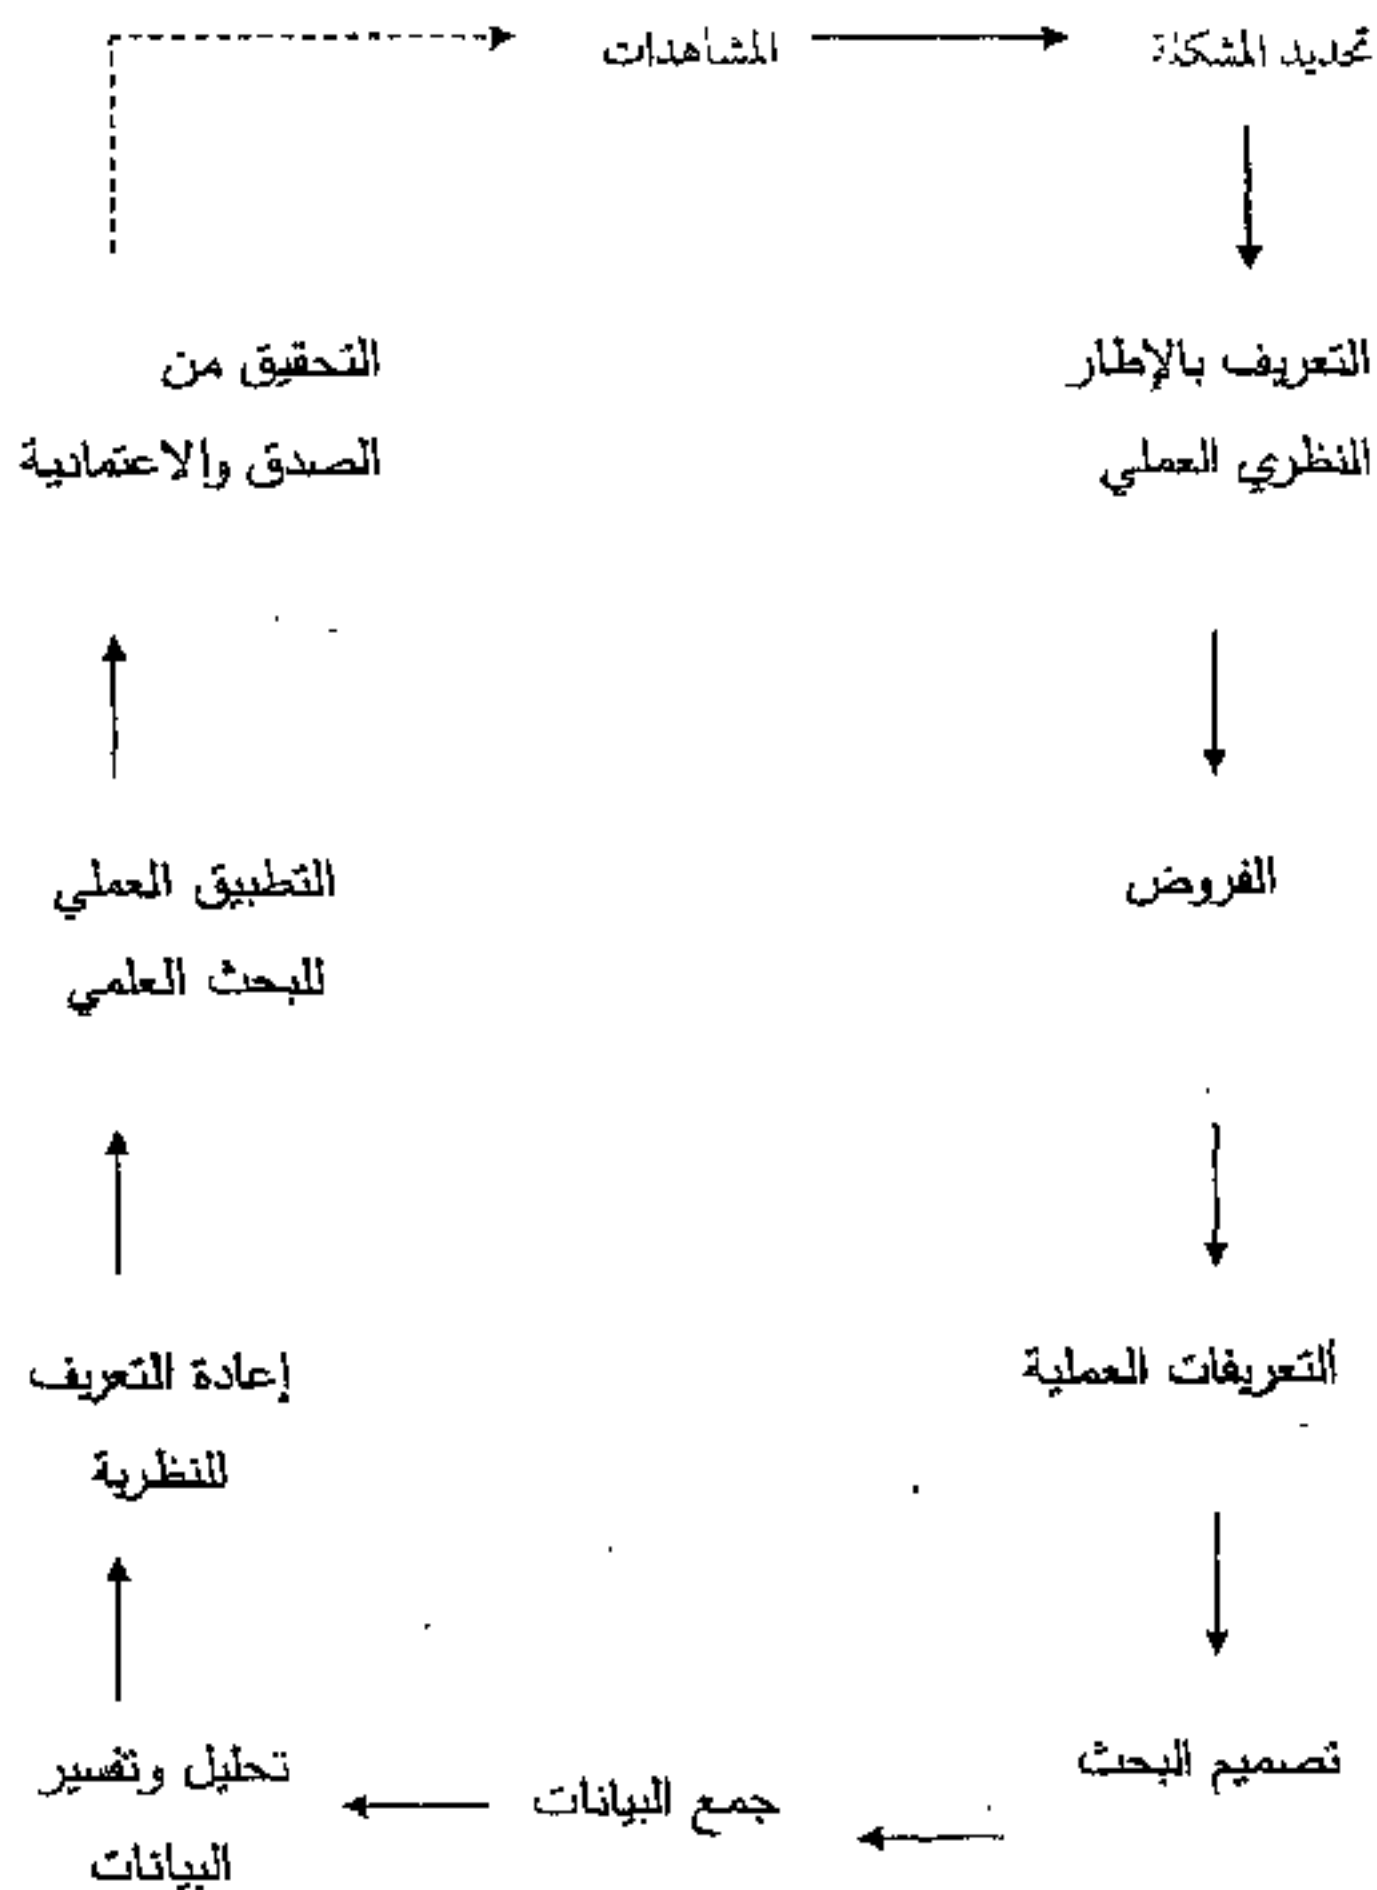 المشاهدات
تحديد المشكلة
التعريف بالإطار
النظري العملي
الفروض
التعريفات العملية
تصميم البحث
جمع البيانات
تحليل وتفسير
البيانات
إعادة التعريف
للنظرية
التطبيق العملي
للبحث العلمي
التحقيق من
الصدق والاعتمادية